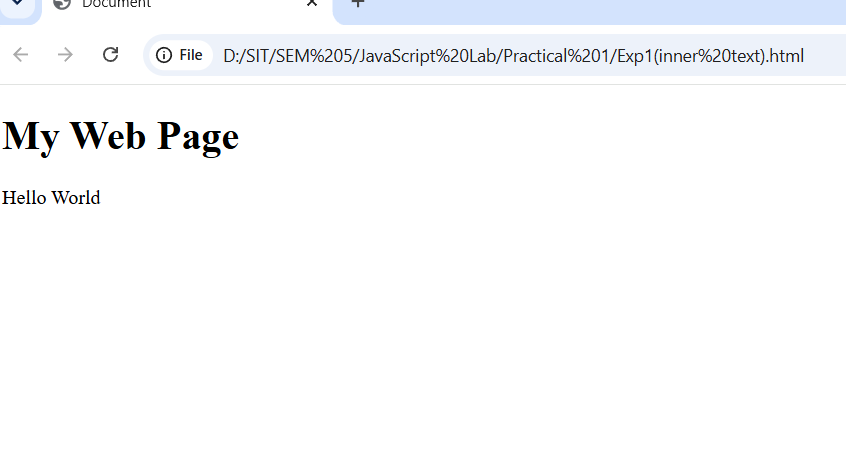 Document
File D:/SIT/SEM%205/JavaScript%20Lab/Practical%201/Exp1(inner%20text).html
My Web Page
Hello World